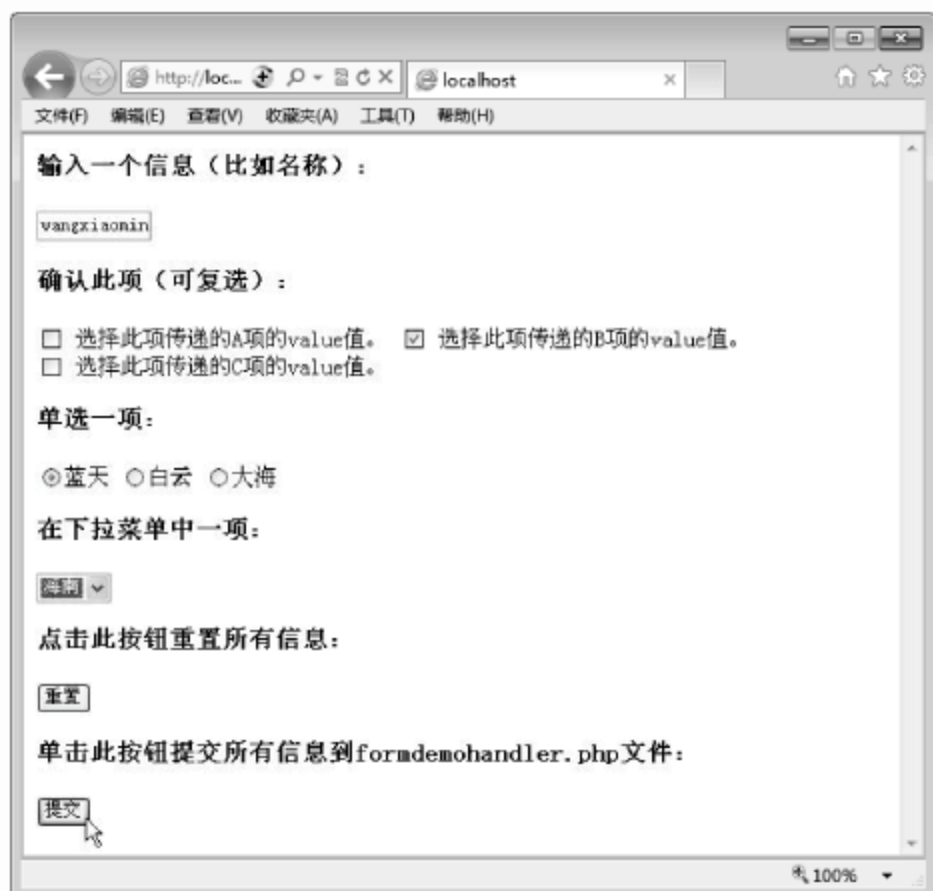 http://loc...
localhost
文件(F) 编辑(E) 查看(V) 收藏夹(A) 工具(T) 帮助(H)
输入一个信息（比如名称）：
vangxiaomin
确认此项（可复选）：
选择此项传递的A项的value值。 选择此项传递的B项的value值。
选择此项传递的C项的value值。
单选一项：
蓝天 白云 大海
在下拉菜单中一项：
海南
点击此按钮重置所有信息：
重置
单击此按钮提交所有信息到formdemohandler.php文件：
提交
100%